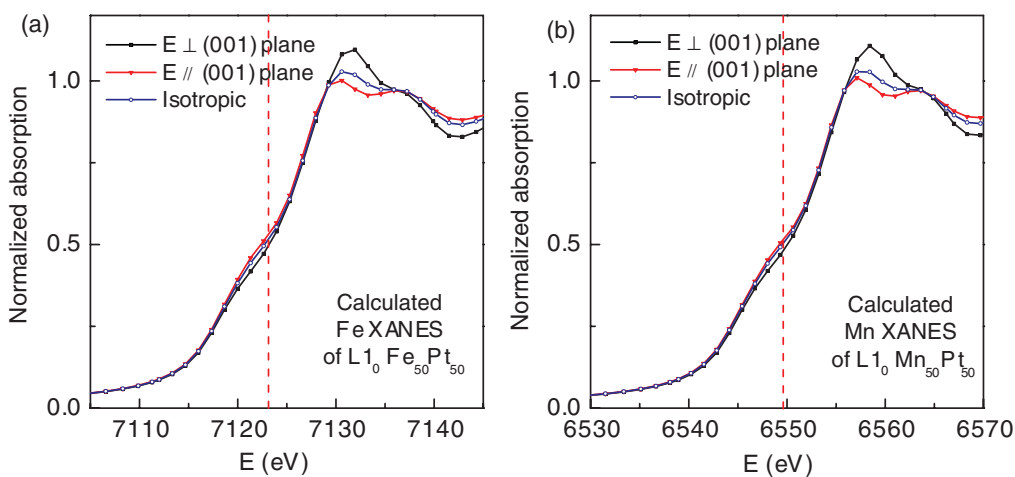 (a)
E ⊥ (001) plane
E // (001) plane
Isotropic
1.0
0.5
0.0
Normalized absorption
Calculated
Fe XANES
of L1₀ Fe₅₀Pt₅₀
7110 7120 7130 7140
E (eV)
(b)
E ⊥ (001) plane
E // (001) plane
Isotropic
1.0
0.5
0.0
Normalized absorption
Calculated
Mn XANES
of L1₀ Mn₅₀Pt₅₀
6530 6540 6550 6560 6570
E (eV)